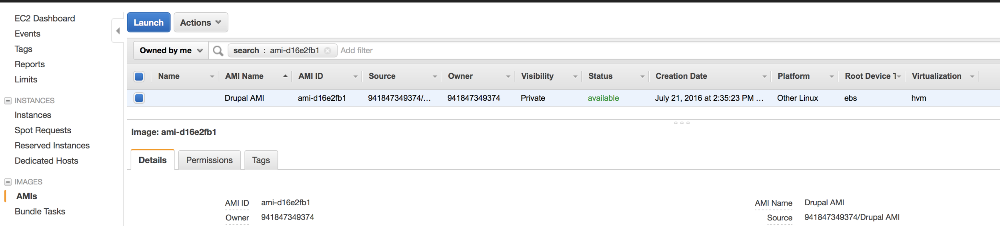 EC2 Dashboard
Events
Tags
Reports
Limits
INSTANCES
Instances
Spot Requests
Reserved Instances
Dedicated Hosts
IMAGES
AMIs
Bundle Tasks
Launch Actions
Owned by me search : ami-d16e2fb1 Add filter
Name AMI Name AMI ID Source Owner Visibility Status Creation Date Platform Root Device T Virtualization
Drupal AMI ami-d16e2fb1 941847349374/... 941847349374 Private available July 21, 2016 at 2:35:23 PM ... Other Linux ebs hvm
Image: ami-d16e2fb1
Details Permissions Tags
AMI ID ami-d16e2fb1 AMI Name Drupal AMI
Owner 941847349374 Source 941847349374/Drupal AMI